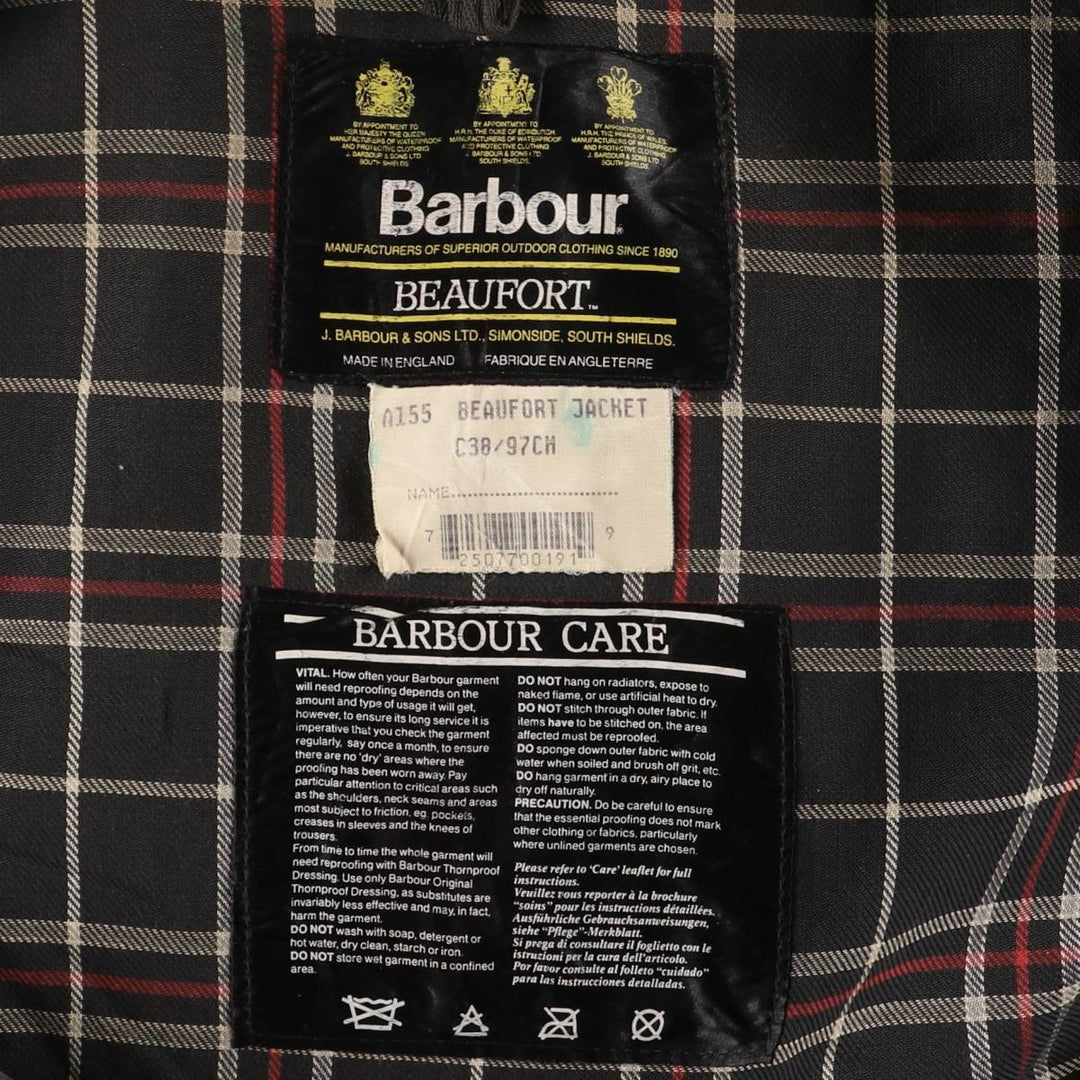 BY APPOINTMENT TO
HER MAJESTY THE QUEEN
MANUFACTURERS OF WATERPROOF
AND PROTECTIVE CLOTHING
J. BARBOUR & SONS LTD
SOUTH SHIELDS
BY APPOINTMENT TO
H.R.H. THE DUKE OF EDINBURGH
MANUFACTURERS OF WATERPROOF
AND PROTECTIVE CLOTHING
J. BARBOUR & SONS LTD
SOUTH SHIELDS
BY APPOINTMENT TO
H.R.H. THE PRINCE OF WALES
MANUFACTURERS OF WATERPROOF
AND PROTECTIVE CLOTHING
J. BARBOUR & SONS LTD
SOUTH SHIELDS
Barbour
MANUFACTURERS OF SUPERIOR OUTDOOR CLOTHING SINCE 1890
BEAUFORT™
J. BARBOUR & SONS LTD., SIMONSIDE, SOUTH SHIELDS.
MADE IN ENGLAND FABRIQUE EN ANGLETERRE
A155 BEAUFORT JACKET
C38/97CM
NAME
7 2507700191 9
BARBOUR CARE
VITAL. How often your Barbour garment
will need reproofing depends on the
amount and type of usage it will get,
however, to ensure its long service it is
imperative that you check the garment
regularly, say once a month, to ensure
there are no 'dry' areas where the
proofing has been worn away. Pay
particular attention to critical areas such
as the shoulders, neck seams and areas
most subject to friction, eg. pockets,
creases in sleeves and the knees of
trousers.
From time to time the whole garment will
need reproofing with Barbour Thornproof
Dressing. Use only Barbour Original
Thornproof Dressing, as substitutes are
invariably less effective and may, in fact,
harm the garment.
DO NOT wash with soap, detergent or
hot water, dry clean, starch or iron.
DO NOT store wet garment in a confined
area.
DO NOT hang on radiators, expose to
naked flame, or use artificial heat to dry.
DO NOT stitch through outer fabric. If
items have to be stitched on, the area
affected must be reproofed.
DO sponge down outer fabric with cold
water when soiled and brush off grit, etc.
DO hang garment in a dry, airy place to
dry off naturally.
PRECAUTION. Do be careful to ensure
that the essential proofing does not mark
other clothing or fabrics, particularly
where unlined garments are chosen.
Please refer to 'Care' leaflet for full
instructions.
Veuillez vous reporter à la brochure
"soins" pour les instructions détaillées.
Ausführliche Gebrauchsanweisungen,
siehe "Pflege"-Merkblatt.
Si prega di consultare il foglietto con le
istruzioni per la cura dell'articolo.
Por favor consulte al folleto "cuidado"
para las instrucciones detalladas.